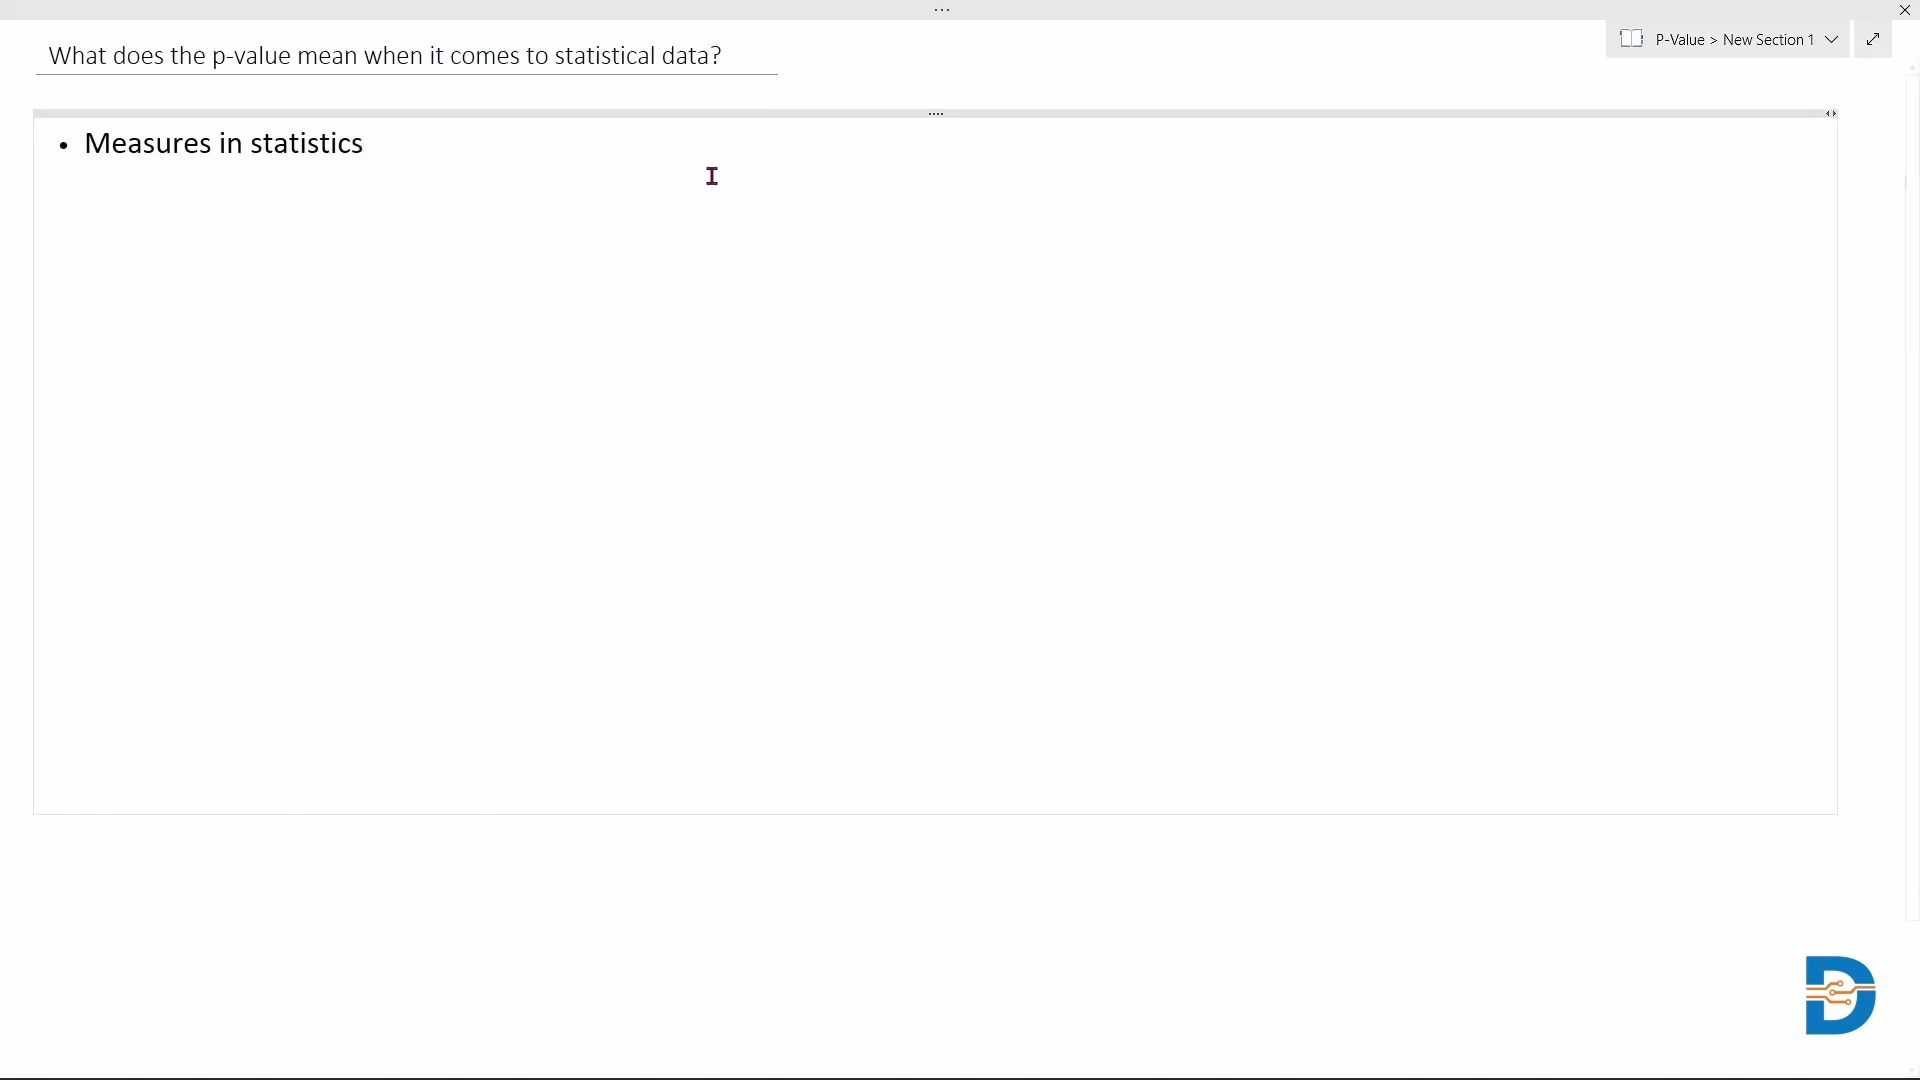 P-Value > New Section 1
What does the p-value mean when it comes to statistical data?
• Measures in statistics